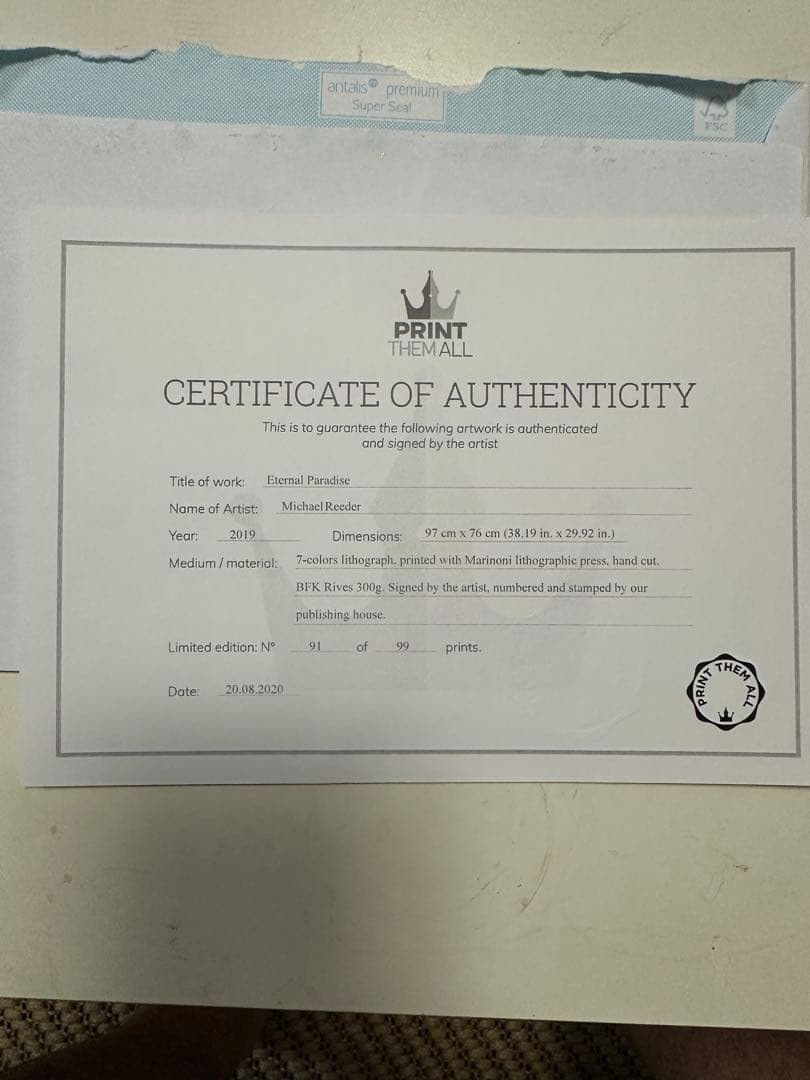 antalis® premium
Super Seal
FSC
PRINT
THEM ALL
CERTIFICATE OF AUTHENTICITY
This is to guarantee the following artwork is authenticated
and signed by the artist
Title of work: Eternal Paradise
Name of Artist: Michael Reeder
Year: 2019 Dimensions: 97 cm x 76 cm (38.19 in. x 29.92 in.)
Medium / material: 7-colors lithograph, printed with Marinoni lithographic press, hand cut.
BFK Rives 300g. Signed by the artist, numbered and stamped by our
publishing house.
Limited edition: N° 91 of 99 prints.
Date: 20.08.2020
PRINT THEM ALL